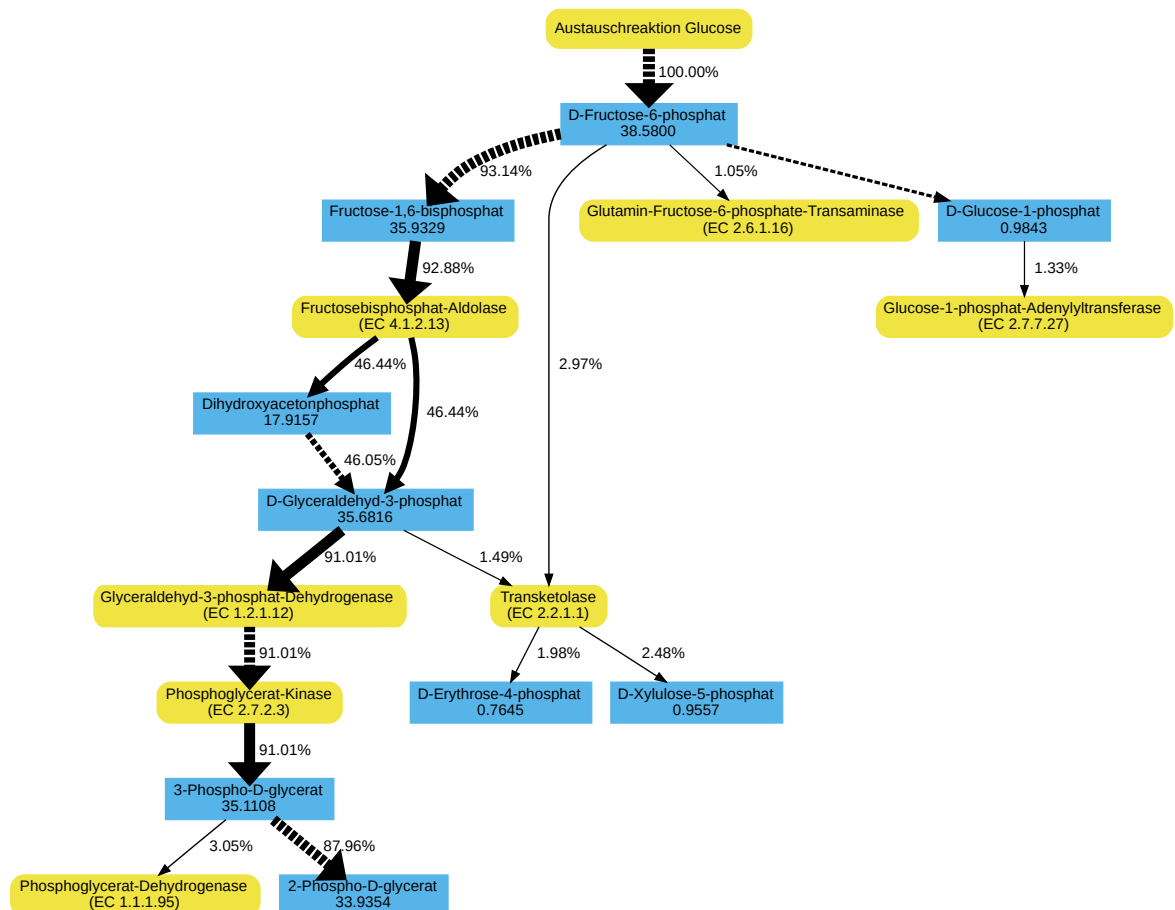 Austauschreaktion Glucose
100.00%
D-Fructose-6-phosphat
38.5800
93.14%
1.05%
Fructose-1,6-bisphosphat
35.9329
Glutamin-Fructose-6-phosphate-Transaminase
(EC 2.6.1.16)
D-Glucose-1-phosphat
0.9843
92.88%
1.33%
Fructosebisphosphat-Aldolase
(EC 4.1.2.13)
Glucose-1-phosphat-Adenylyltransferase
(EC 2.7.7.27)
46.44%
2.97%
Dihydroxyacetonphosphat
17.9157
46.44%
46.05%
D-Glyceraldehyd-3-phosphat
35.6816
91.01%
1.49%
Glyceraldehyd-3-phosphat-Dehydrogenase
(EC 1.2.1.12)
Transketolase
(EC 2.2.1.1)
91.01%
1.98%
2.48%
Phosphoglycerat-Kinase
(EC 2.7.2.3)
D-Erythrose-4-phosphat
0.7645
D-Xylulose-5-phosphat
0.9557
91.01%
3-Phospho-D-glycerat
35.1108
3.05%
87.96%
Phosphoglycerat-Dehydrogenase
(EC 1.1.1.95)
2-Phospho-D-glycerat
33.9354